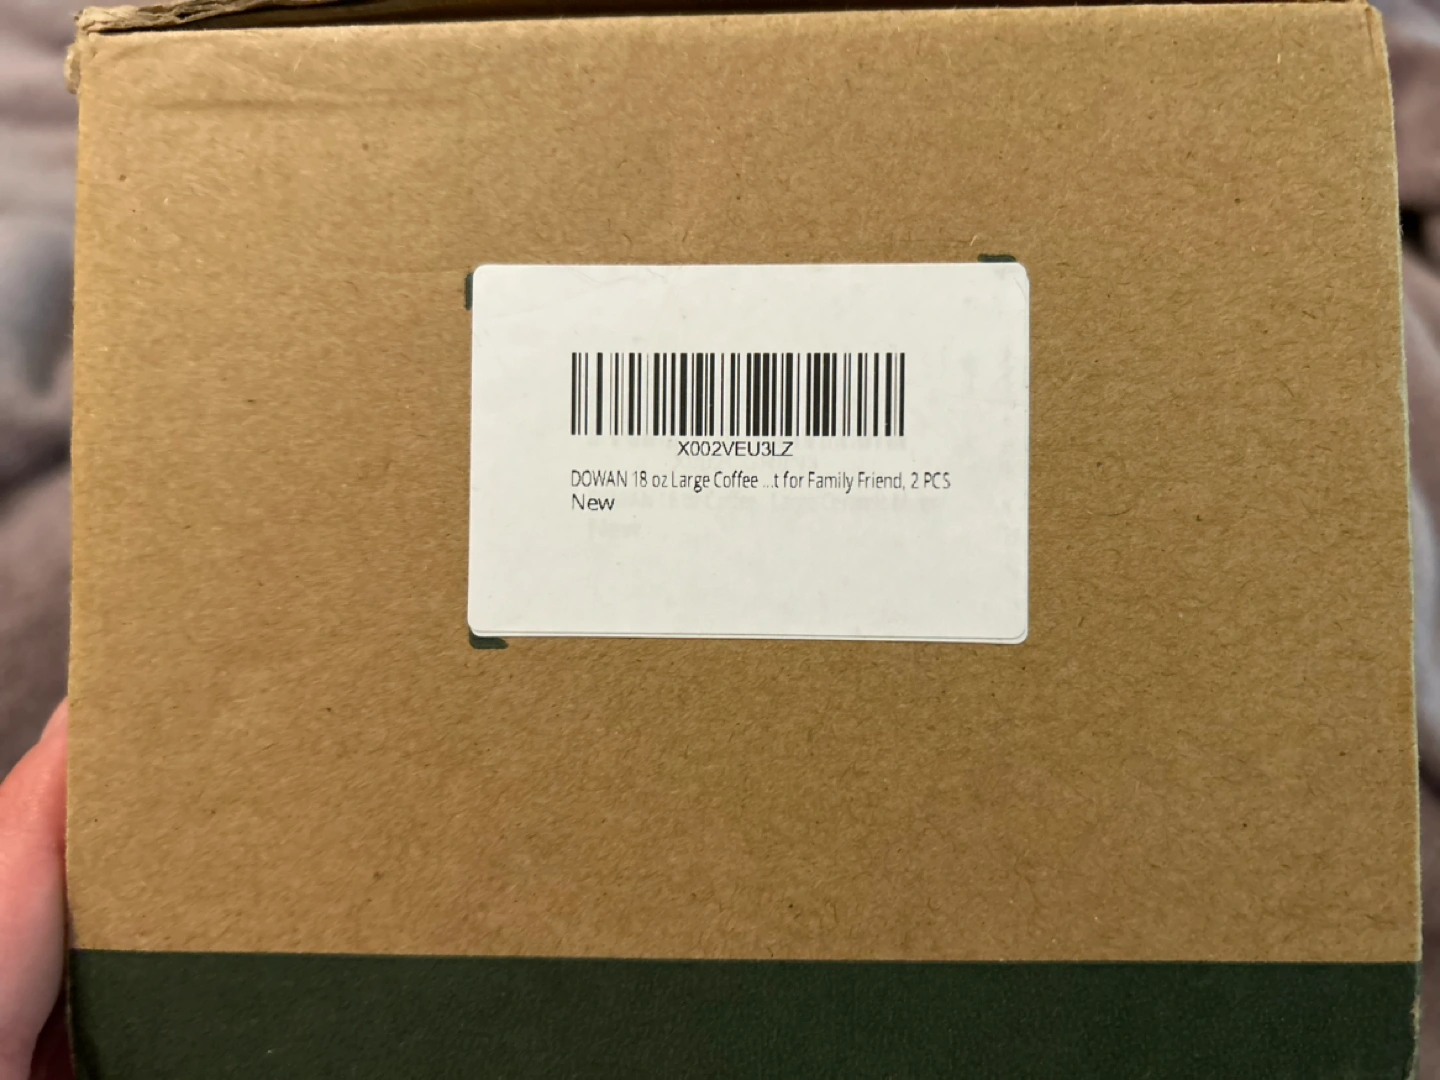 X002VEU3LZ
DOWAN 18 oz Large Coffee ...t for Family Friend, 2 PCS
New